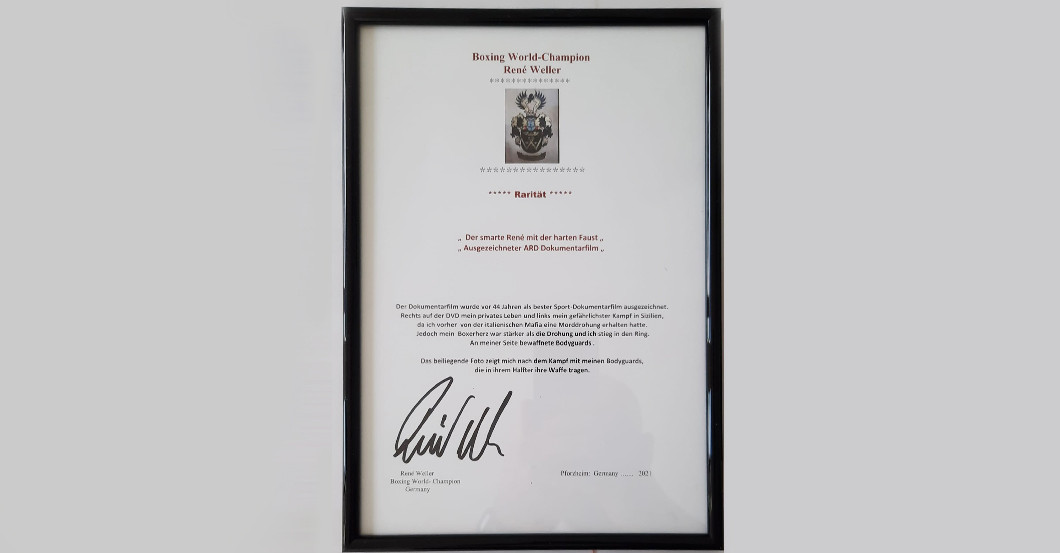 Boxing World-Champion
René Weller
**************
****************
***** Rarität *****
„ Der smarte René mit der harten Faust „
„ Ausgezeichneter ARD Dokumentarfilm „
Der Dokumentarfilm wurde vor 44 Jahren als bester Sport-Dokumentarfilm ausgezeichnet.
Rechts auf der DVD mein privates Leben und links mein gefährlichster Kampf in Sizilien,
da ich vorher von der italienischen Mafia eine Morddrohung erhalten hatte.
Jedoch mein Boxerherz war stärker als die Drohung und ich stieg in den Ring.
An meiner Seite bewaffnete Bodyguards .
Das beiliegende Foto zeigt mich nach dem Kampf mit meinen Bodyguards,
die in ihrem Halfter ihre Waffe tragen.
René Weller
Boxing World- Champion
Germany
Pforzheim: Germany ....... 2021